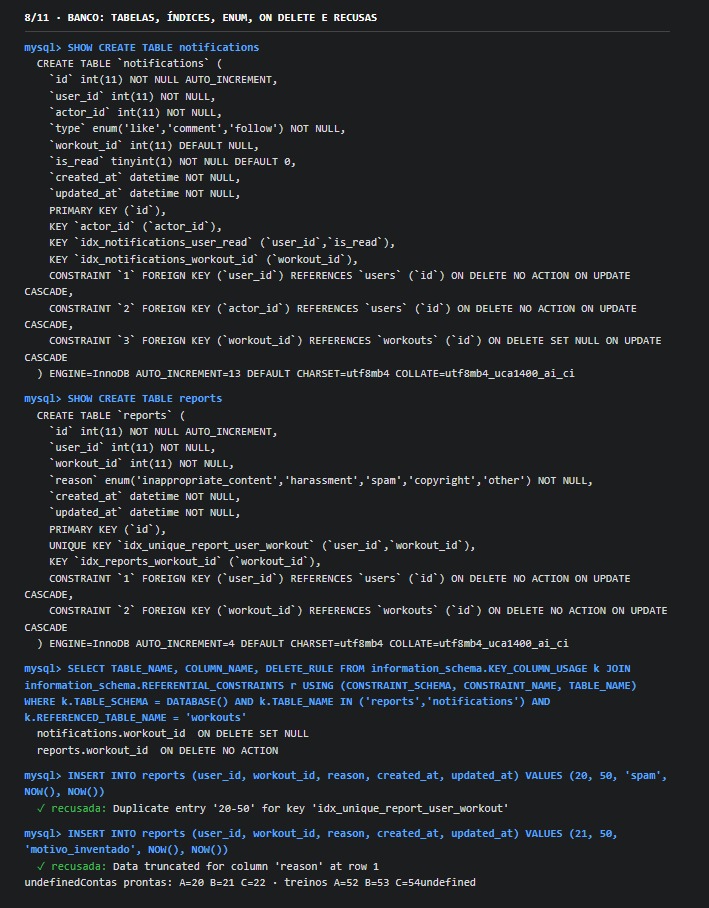 8/11 · BANCO: TABELAS, ÍNDICES, ENUM, ON DELETE E RECUSAS
mysql> SHOW CREATE TABLE notifications
CREATE TABLE `notifications` (
`id` int(11) NOT NULL AUTO_INCREMENT,
`user_id` int(11) NOT NULL,
`actor_id` int(11) NOT NULL,
`type` enum('like','comment','follow') NOT NULL,
`workout_id` int(11) DEFAULT NULL,
`is_read` tinyint(1) NOT NULL DEFAULT 0,
`created_at` datetime NOT NULL,
`updated_at` datetime NOT NULL,
PRIMARY KEY (`id`),
KEY `actor_id` (`actor_id`),
KEY `idx_notifications_user_read` (`user_id`,`is_read`),
KEY `idx_notifications_workout_id` (`workout_id`),
CONSTRAINT `1` FOREIGN KEY (`user_id`) REFERENCES `users` (`id`) ON DELETE NO ACTION ON UPDATE
CASCADE,
CONSTRAINT `2` FOREIGN KEY (`actor_id`) REFERENCES `users` (`id`) ON DELETE NO ACTION ON UPDATE
CASCADE,
CONSTRAINT `3` FOREIGN KEY (`workout_id`) REFERENCES `workouts` (`id`) ON DELETE SET NULL ON UPDATE
CASCADE
) ENGINE=InnoDB AUTO_INCREMENT=13 DEFAULT CHARSET=utf8mb4 COLLATE=utf8mb4_uca1400_ai_ci
mysql> SHOW CREATE TABLE reports
CREATE TABLE `reports` (
`id` int(11) NOT NULL AUTO_INCREMENT,
`user_id` int(11) NOT NULL,
`workout_id` int(11) NOT NULL,
`reason` enum('inappropriate_content','harassment','spam','copyright','other') NOT NULL,
`created_at` datetime NOT NULL,
`updated_at` datetime NOT NULL,
PRIMARY KEY (`id`),
UNIQUE KEY `idx_unique_report_user_workout` (`user_id`,`workout_id`),
KEY `idx_reports_workout_id` (`workout_id`),
CONSTRAINT `1` FOREIGN KEY (`user_id`) REFERENCES `users` (`id`) ON DELETE NO ACTION ON UPDATE
CASCADE,
CONSTRAINT `2` FOREIGN KEY (`workout_id`) REFERENCES `workouts` (`id`) ON DELETE NO ACTION ON UPDATE
CASCADE
) ENGINE=InnoDB AUTO_INCREMENT=4 DEFAULT CHARSET=utf8mb4 COLLATE=utf8mb4_uca1400_ai_ci
mysql> SELECT TABLE_NAME, COLUMN_NAME, DELETE_RULE FROM information_schema.KEY_COLUMN_USAGE k JOIN
information_schema.REFERENTIAL_CONSTRAINTS r USING (CONSTRAINT_SCHEMA, CONSTRAINT_NAME, TABLE_NAME)
WHERE k.TABLE_SCHEMA = DATABASE() AND k.TABLE_NAME IN ('reports','notifications') AND
k.REFERENCED_TABLE_NAME = 'workouts'
notifications.workout_id ON DELETE SET NULL
reports.workout_id ON DELETE NO ACTION
mysql> INSERT INTO reports (user_id, workout_id, reason, created_at, updated_at) VALUES (20, 50, 'spam',
NOW(), NOW())
✓ recusada: Duplicate entry '20-50' for key 'idx_unique_report_user_workout'
mysql> INSERT INTO reports (user_id, workout_id, reason, created_at, updated_at) VALUES (21, 50,
'motivo_inventado', NOW(), NOW())
✓ recusada: Data truncated for column 'reason' at row 1
undefinedContas prontas: A=20 B=21 C=22 · treinos A=52 B=53 C=54undefined